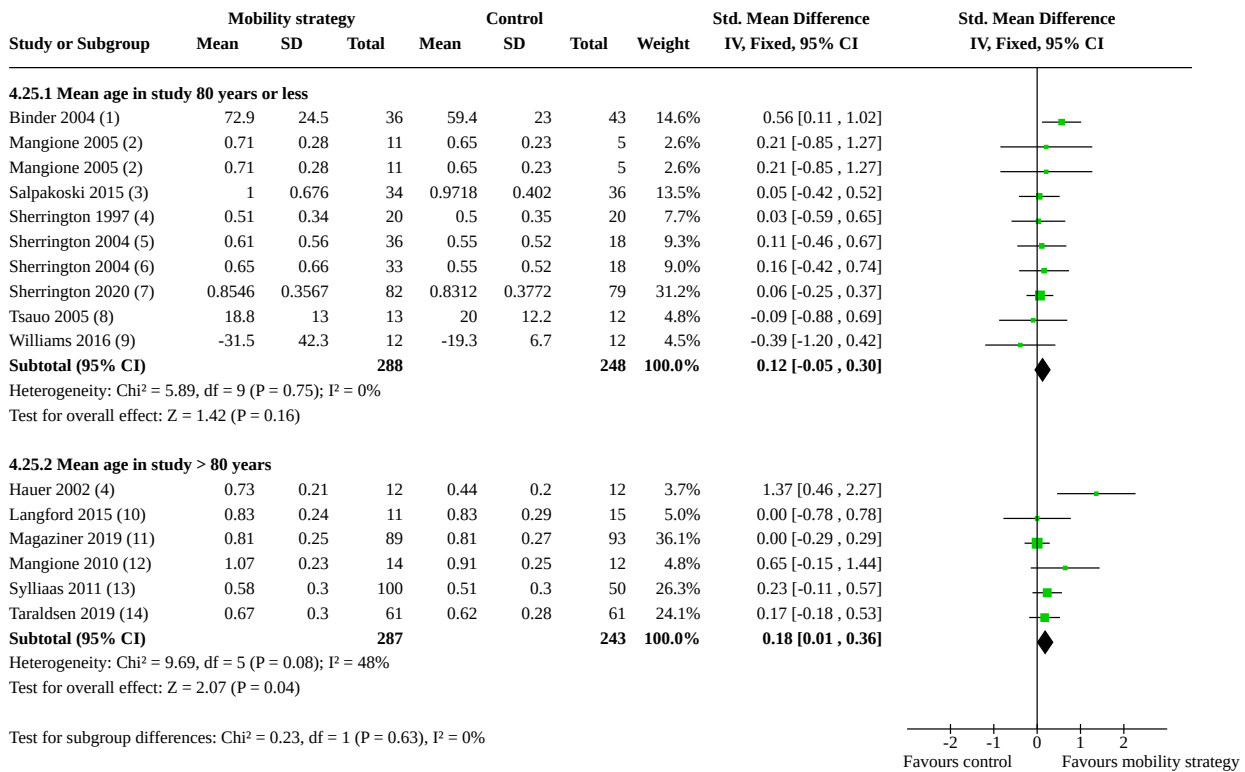 Mobility strategy Control Std. Mean Difference Std. Mean Difference
Study or Subgroup Mean SD Total Mean SD Total Weight IV, Fixed, 95% CI IV, Fixed, 95% CI
4.25.1 Mean age in study 80 years or less
Binder 2004 (1) 72.9 24.5 36 59.4 23 43 14.6% 0.56 [0.11 , 1.02]
Mangione 2005 (2) 0.71 0.28 11 0.65 0.23 5 2.6% 0.21 [-0.85 , 1.27]
Mangione 2005 (2) 0.71 0.28 11 0.65 0.23 5 2.6% 0.21 [-0.85 , 1.27]
Salpakoski 2015 (3) 1 0.676 34 0.9718 0.402 36 13.5% 0.05 [-0.42 , 0.52]
Sherrington 1997 (4) 0.51 0.34 20 0.5 0.35 20 7.7% 0.03 [-0.59 , 0.65]
Sherrington 2004 (5) 0.61 0.56 36 0.55 0.52 18 9.3% 0.11 [-0.46 , 0.67]
Sherrington 2004 (6) 0.65 0.66 33 0.55 0.52 18 9.0% 0.16 [-0.42 , 0.74]
Sherrington 2020 (7) 0.8546 0.3567 82 0.8312 0.3772 79 31.2% 0.06 [-0.25 , 0.37]
Tsauo 2005 (8) 18.8 13 13 20 12.2 12 4.8% -0.09 [-0.88 , 0.69]
Williams 2016 (9) -31.5 42.3 12 -19.3 6.7 12 4.5% -0.39 [-1.20 , 0.42]
Subtotal (95% CI) 288 248 100.0% 0.12 [-0.05 , 0.30]
Heterogeneity: Chi² = 5.89, df = 9 (P = 0.75); I² = 0%
Test for overall effect: Z = 1.42 (P = 0.16)
4.25.2 Mean age in study > 80 years
Hauer 2002 (4) 0.73 0.21 12 0.44 0.2 12 3.7% 1.37 [0.46 , 2.27]
Langford 2015 (10) 0.83 0.24 11 0.83 0.29 15 5.0% 0.00 [-0.78 , 0.78]
Magaziner 2019 (11) 0.81 0.25 89 0.81 0.27 93 36.1% 0.00 [-0.29 , 0.29]
Mangione 2010 (12) 1.07 0.23 14 0.91 0.25 12 4.8% 0.65 [-0.15 , 1.44]
Sylliaas 2011 (13) 0.58 0.3 100 0.51 0.3 50 26.3% 0.23 [-0.11 , 0.57]
Taraldsen 2019 (14) 0.67 0.3 61 0.62 0.28 61 24.1% 0.17 [-0.18 , 0.53]
Subtotal (95% CI) 287 243 100.0% 0.18 [0.01 , 0.36]
Heterogeneity: Chi² = 9.69, df = 5 (P = 0.08); I² = 48%
Test for overall effect: Z = 2.07 (P = 0.04)
Test for subgroup differences: Chi² = 0.23, df = 1 (P = 0.63), I² = 0%
-2 -1 0 1 2
Favours control Favours mobility strategy